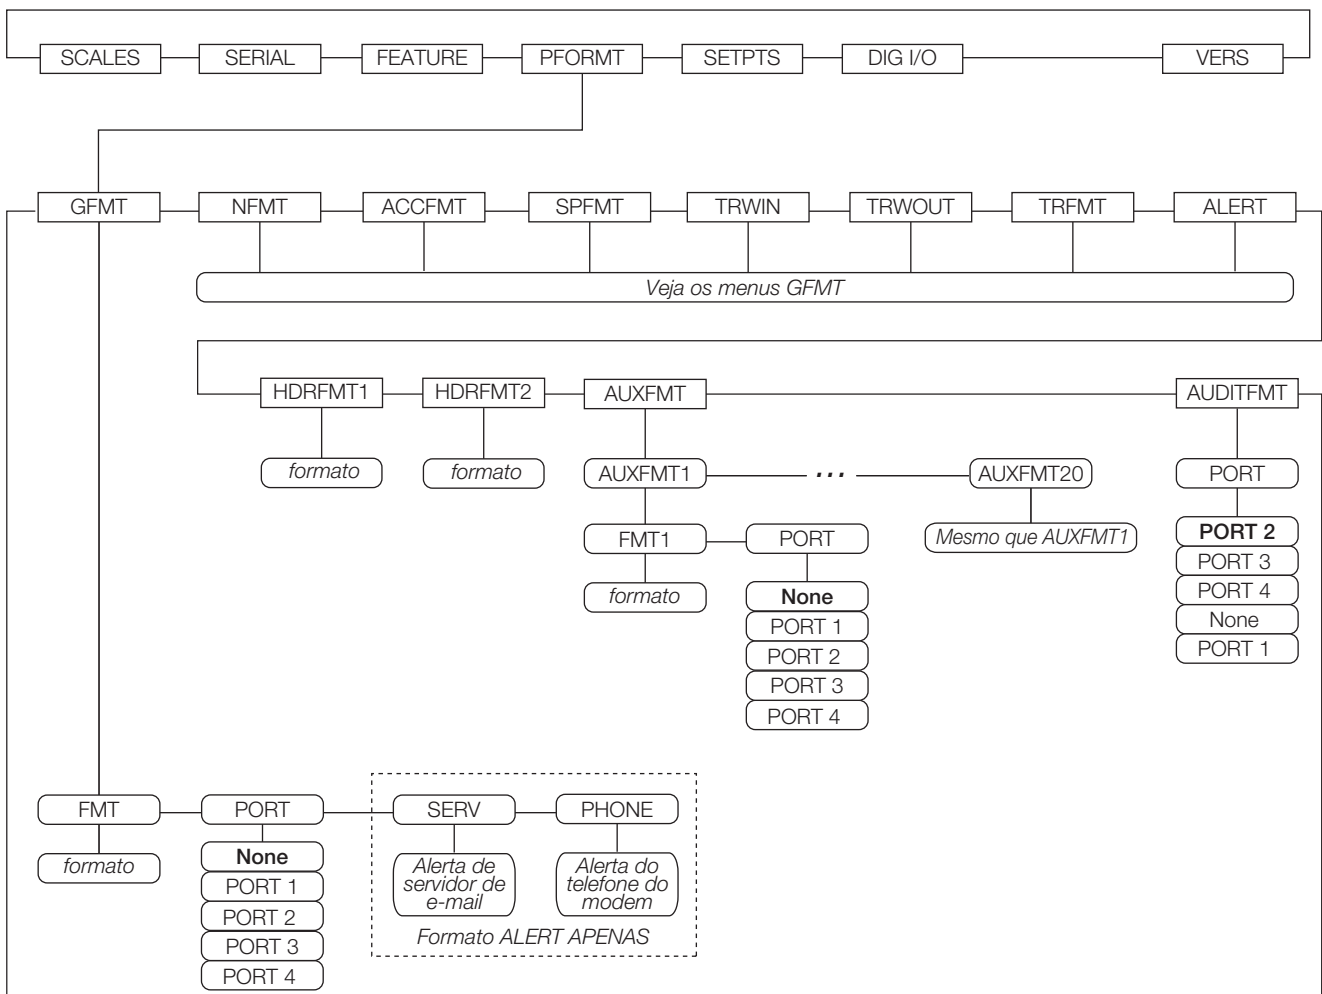 SCALES
SERIAL
FEATURE
PFORMT
SETPTS
DIG I/O
VERS
GFMT
NFMT
ACCFMT
SPFMT
TRWIN
TRWOUT
TRFMT
ALERT
Veja os menus GFMT
HDRFMT1
HDRFMT2
AUXFMT
AUDITFMT
formato
formato
AUXFMT1
...
AUXFMT20
PORT
FMT1
PORT
Mesmo que AUXFMT1
PORT 2
PORT 3
PORT 4
None
PORT 1
formato
None
PORT 1
PORT 2
PORT 3
PORT 4
FMT
PORT
SERV
PHONE
formato
None
PORT 1
PORT 2
PORT 3
PORT 4
Alerta de
servidor de
e-mail
Alerta do
telefone do
modem
Formato ALERT APENAS